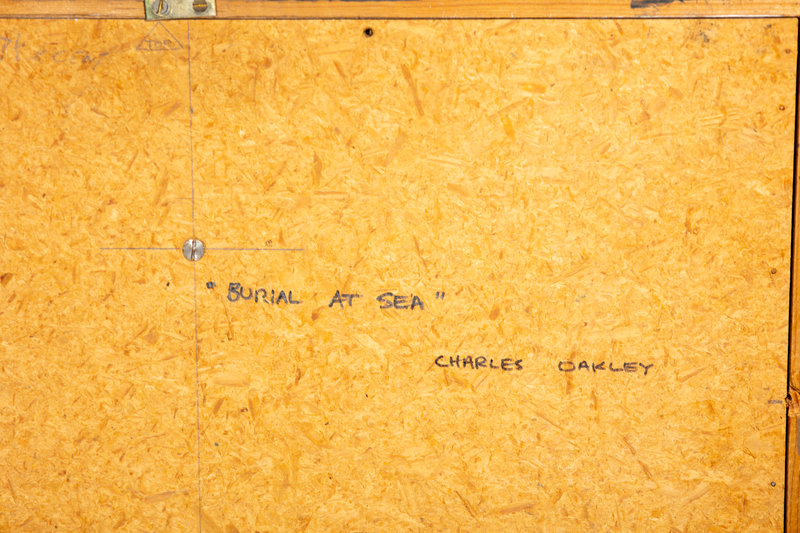 " BURIAL AT SEA "
CHARLES OAKLEY